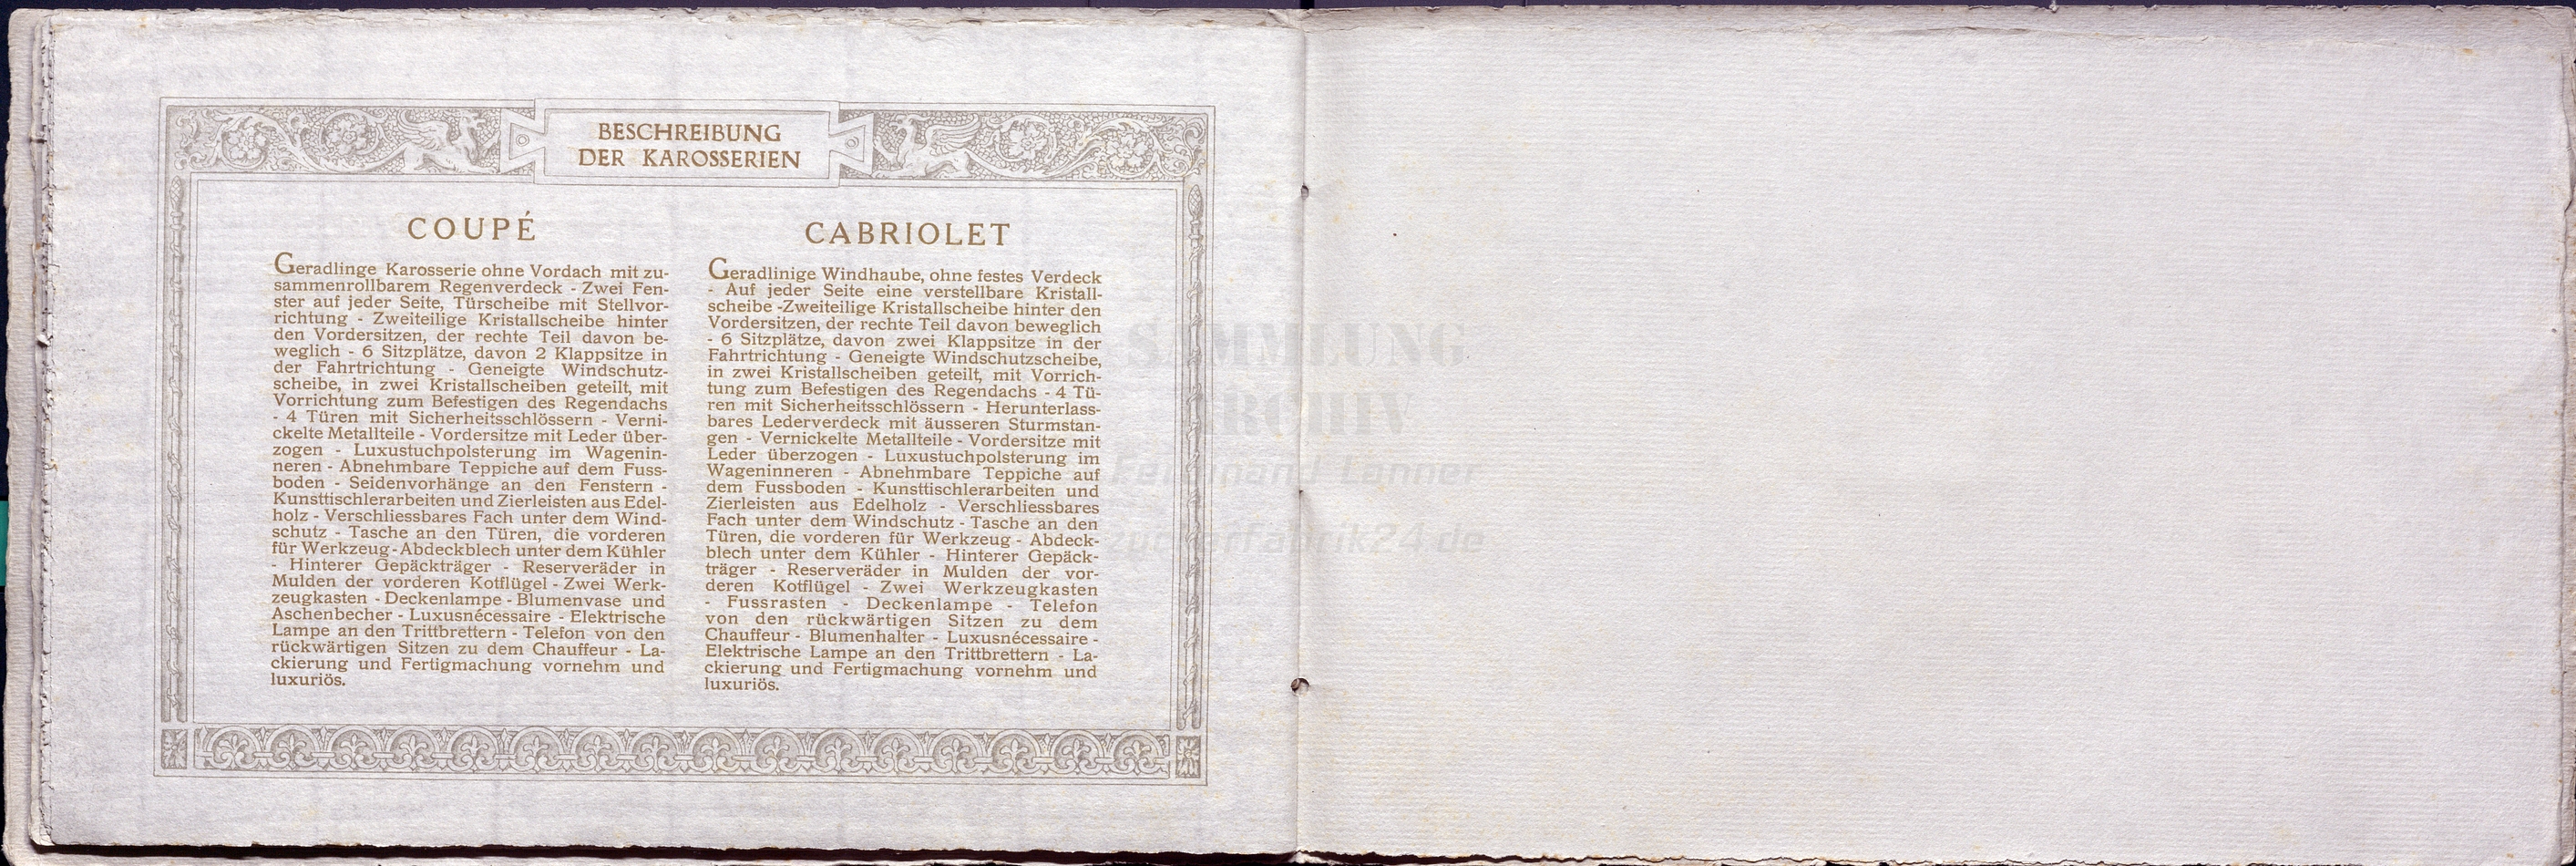 BESCHREIBUNG
DER KAROSSERIEN
COUPÉ
Geradlinge Karosserie ohne Vordach mit zu-
sammenrollbarem Regenverdeck - Zwei Fen-
ster auf jeder Seite, Türscheibe mit Stellvor-
richtung - Zweiteilige Kristallscheibe hinter
den Vordersitzen, der rechte Teil davon be-
weglich - 6 Sitzplätze, davon 2 Klappsitze in
der Fahrtrichtung - Geneigte Windschutz-
scheibe, in zwei Kristallscheiben geteilt, mit
Vorrichtung zum Befestigen des Regendachs
- 4 Türen mit Sicherheitsschlössern - Verni-
ckelte Metallteile - Vordersitze mit Leder über-
zogen - Luxustuchpolsterung im Wagenin-
neren - Abnehmbare Teppiche auf dem Fuss-
boden - Seidenvorhänge an den Fenstern -
Kunsttischlerarbeiten und Zierleisten aus Edel-
holz - Verschliessbares Fach unter dem Wind-
schutz - Tasche an den Türen, die vorderen
für Werkzeug - Abdeckblech unter dem Kühler
- Hinterer Gepäckträger - Reserveräder in
Mulden der vorderen Kotflügel - Zwei Werk-
zeugkasten - Deckenlampe - Blumenvase und
Aschenbecher - Luxusnécessaire - Elektrische
Lampe an den Trittbrettern - Telefon von den
rückwärtigen Sitzen zu dem Chauffeur - La-
ckierung und Fertigmachung vornehm und
luxuriös.
CABRIOLET
Geradlinige Windhaube, ohne festes Verdeck
- Auf jeder Seite eine verstellbare Kristall-
scheibe -Zweiteilige Kristallscheibe hinter den
Vordersitzen, der rechte Teil davon beweglich
- 6 Sitzplätze, davon zwei Klappsitze in der
Fahrtrichtung - Geneigte Windschutzscheibe,
in zwei Kristallscheiben geteilt, mit Vorrich-
tung zum Befestigen des Regendachs - 4 Tü-
ren mit Sicherheitsschlössern - Herunterlass-
bares Lederverdeck mit äusseren Sturmstan-
gen - Vernickelte Metallteile - Vordersitze mit
Leder überzogen - Luxustuchpolsterung im
Wageninneren - Abnehmbare Teppiche auf
dem Fussboden - Kunsttischlerarbeiten und
Zierleisten aus Edelholz - Verschliessbares
Fach unter dem Windschutz - Tasche an den
Türen, die vorderen für Werkzeug - Abdeck-
blech unter dem Kühler - Hinterer Gepäck-
träger - Reserveräder in Mulden der vor-
deren Kotflügel - Zwei Werkzeugkasten
- Fussrasten - Deckenlampe - Telefon
von den rückwärtigen Sitzen zu dem
Chauffeur - Blumenhalter - Luxusnécessaire -
Elektrische Lampe an den Trittbrettern - La-
ckierung und Fertigmachung vornehm und
luxuriös.
SAMMLUNG
ARCHIV
Ferdinand Lanner